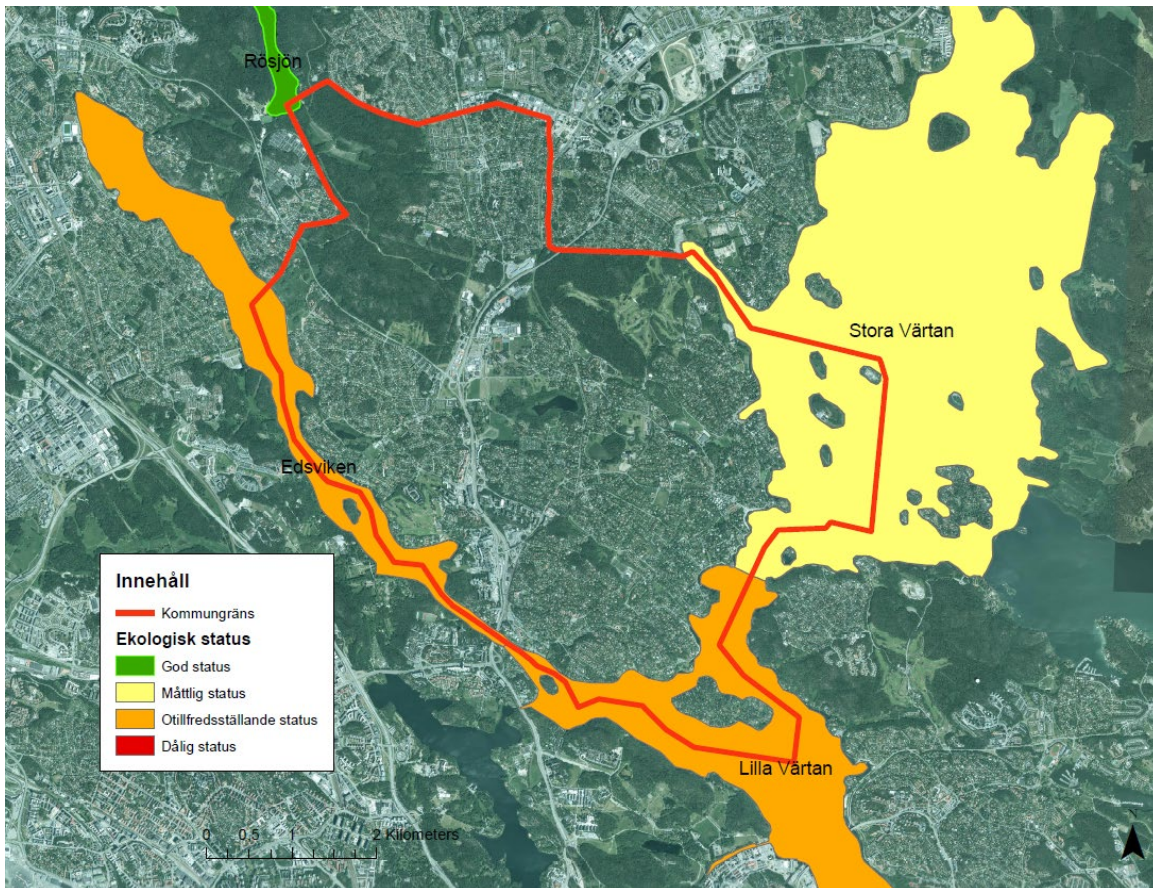 Rösjön
Stora Värtan
Edsviken
Innehåll
Kommungräns
Ekologisk status
God status
Måttlig status
Otillfredsställande status
Dålig status
Lilla Värtan
0 0.5 1 2 Kilometers